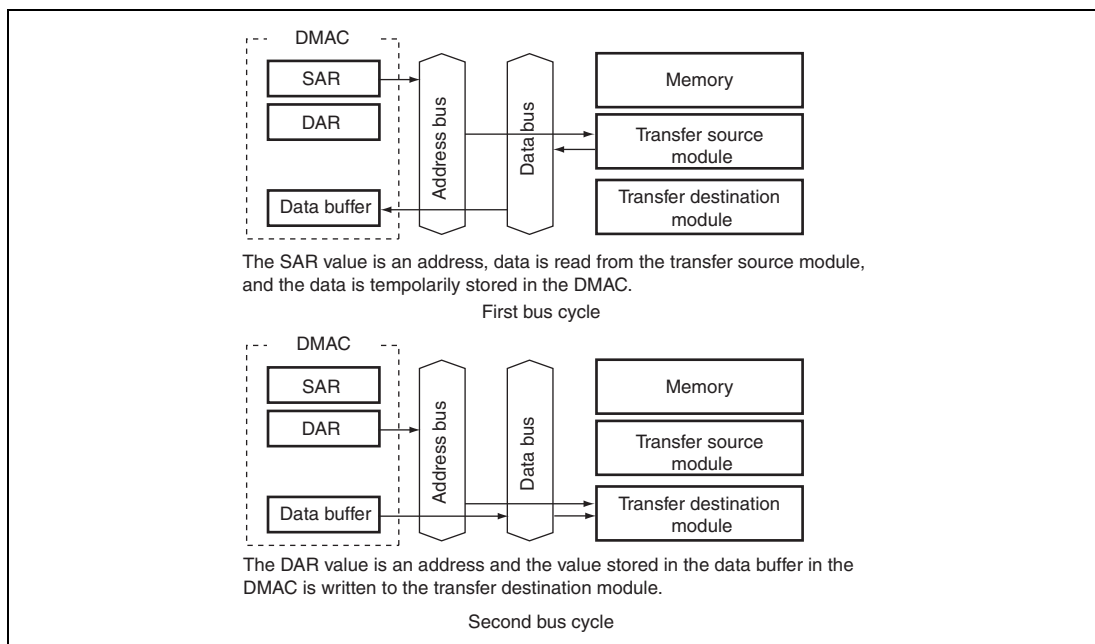 DMAC
SAR
DAR
Data buffer
Address bus
Data bus
Memory
Transfer source
module
Transfer destination
module
The SAR value is an address, data is read from the transfer source module,
and the data is tempolarily stored in the DMAC.
First bus cycle
DMAC
SAR
DAR
Data buffer
Address bus
Data bus
Memory
Transfer source
module
Transfer destination
module
The DAR value is an address and the value stored in the data buffer in the
DMAC is written to the transfer destination module.
Second bus cycle